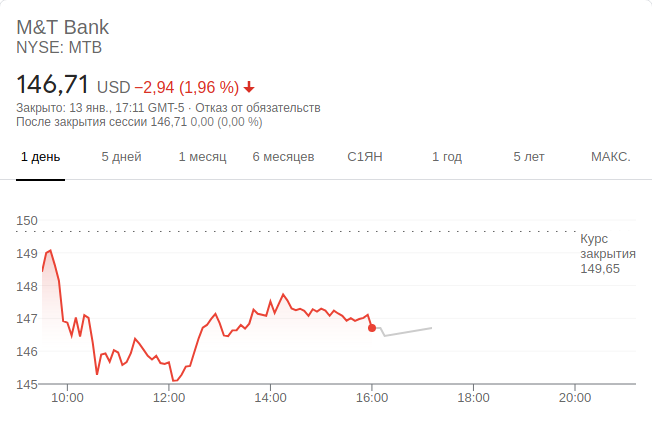 M&T Bank
NYSE: MTB
146,71 USD −2,94 (1,96 %)
Закрыто: 13 янв., 17:11 GMT-5 · Отказ от обязательств
После закрытия сессии 146,71 0,00 (0,00 %)
1 день 5 дней 1 месяц 6 месяцев С1ЯН 1 год 5 лет МАКС.
150
Курс
закрытия
149,65
149
148
147
146
145
10:00 12:00 14:00 16:00 18:00 20:00